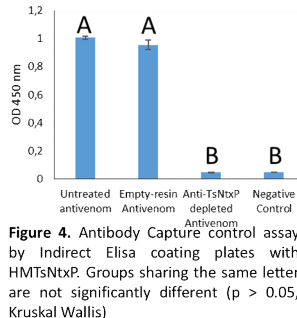 1,2
1
0,8
0,6
0,4
0,2
0
OD 450 nm
A
A
B
B
Untreated antivenom
Empty-resin Antivenom
Anti-TsNtxP depleted Antivenom
Negative Control
Figure 4. Antibody Capture control assay
by Indirect Elisa coating plates with
HMTsNtxP. Groups sharing the same letter
are not significantly different (p > 0.05,
Kruskal Wallis)